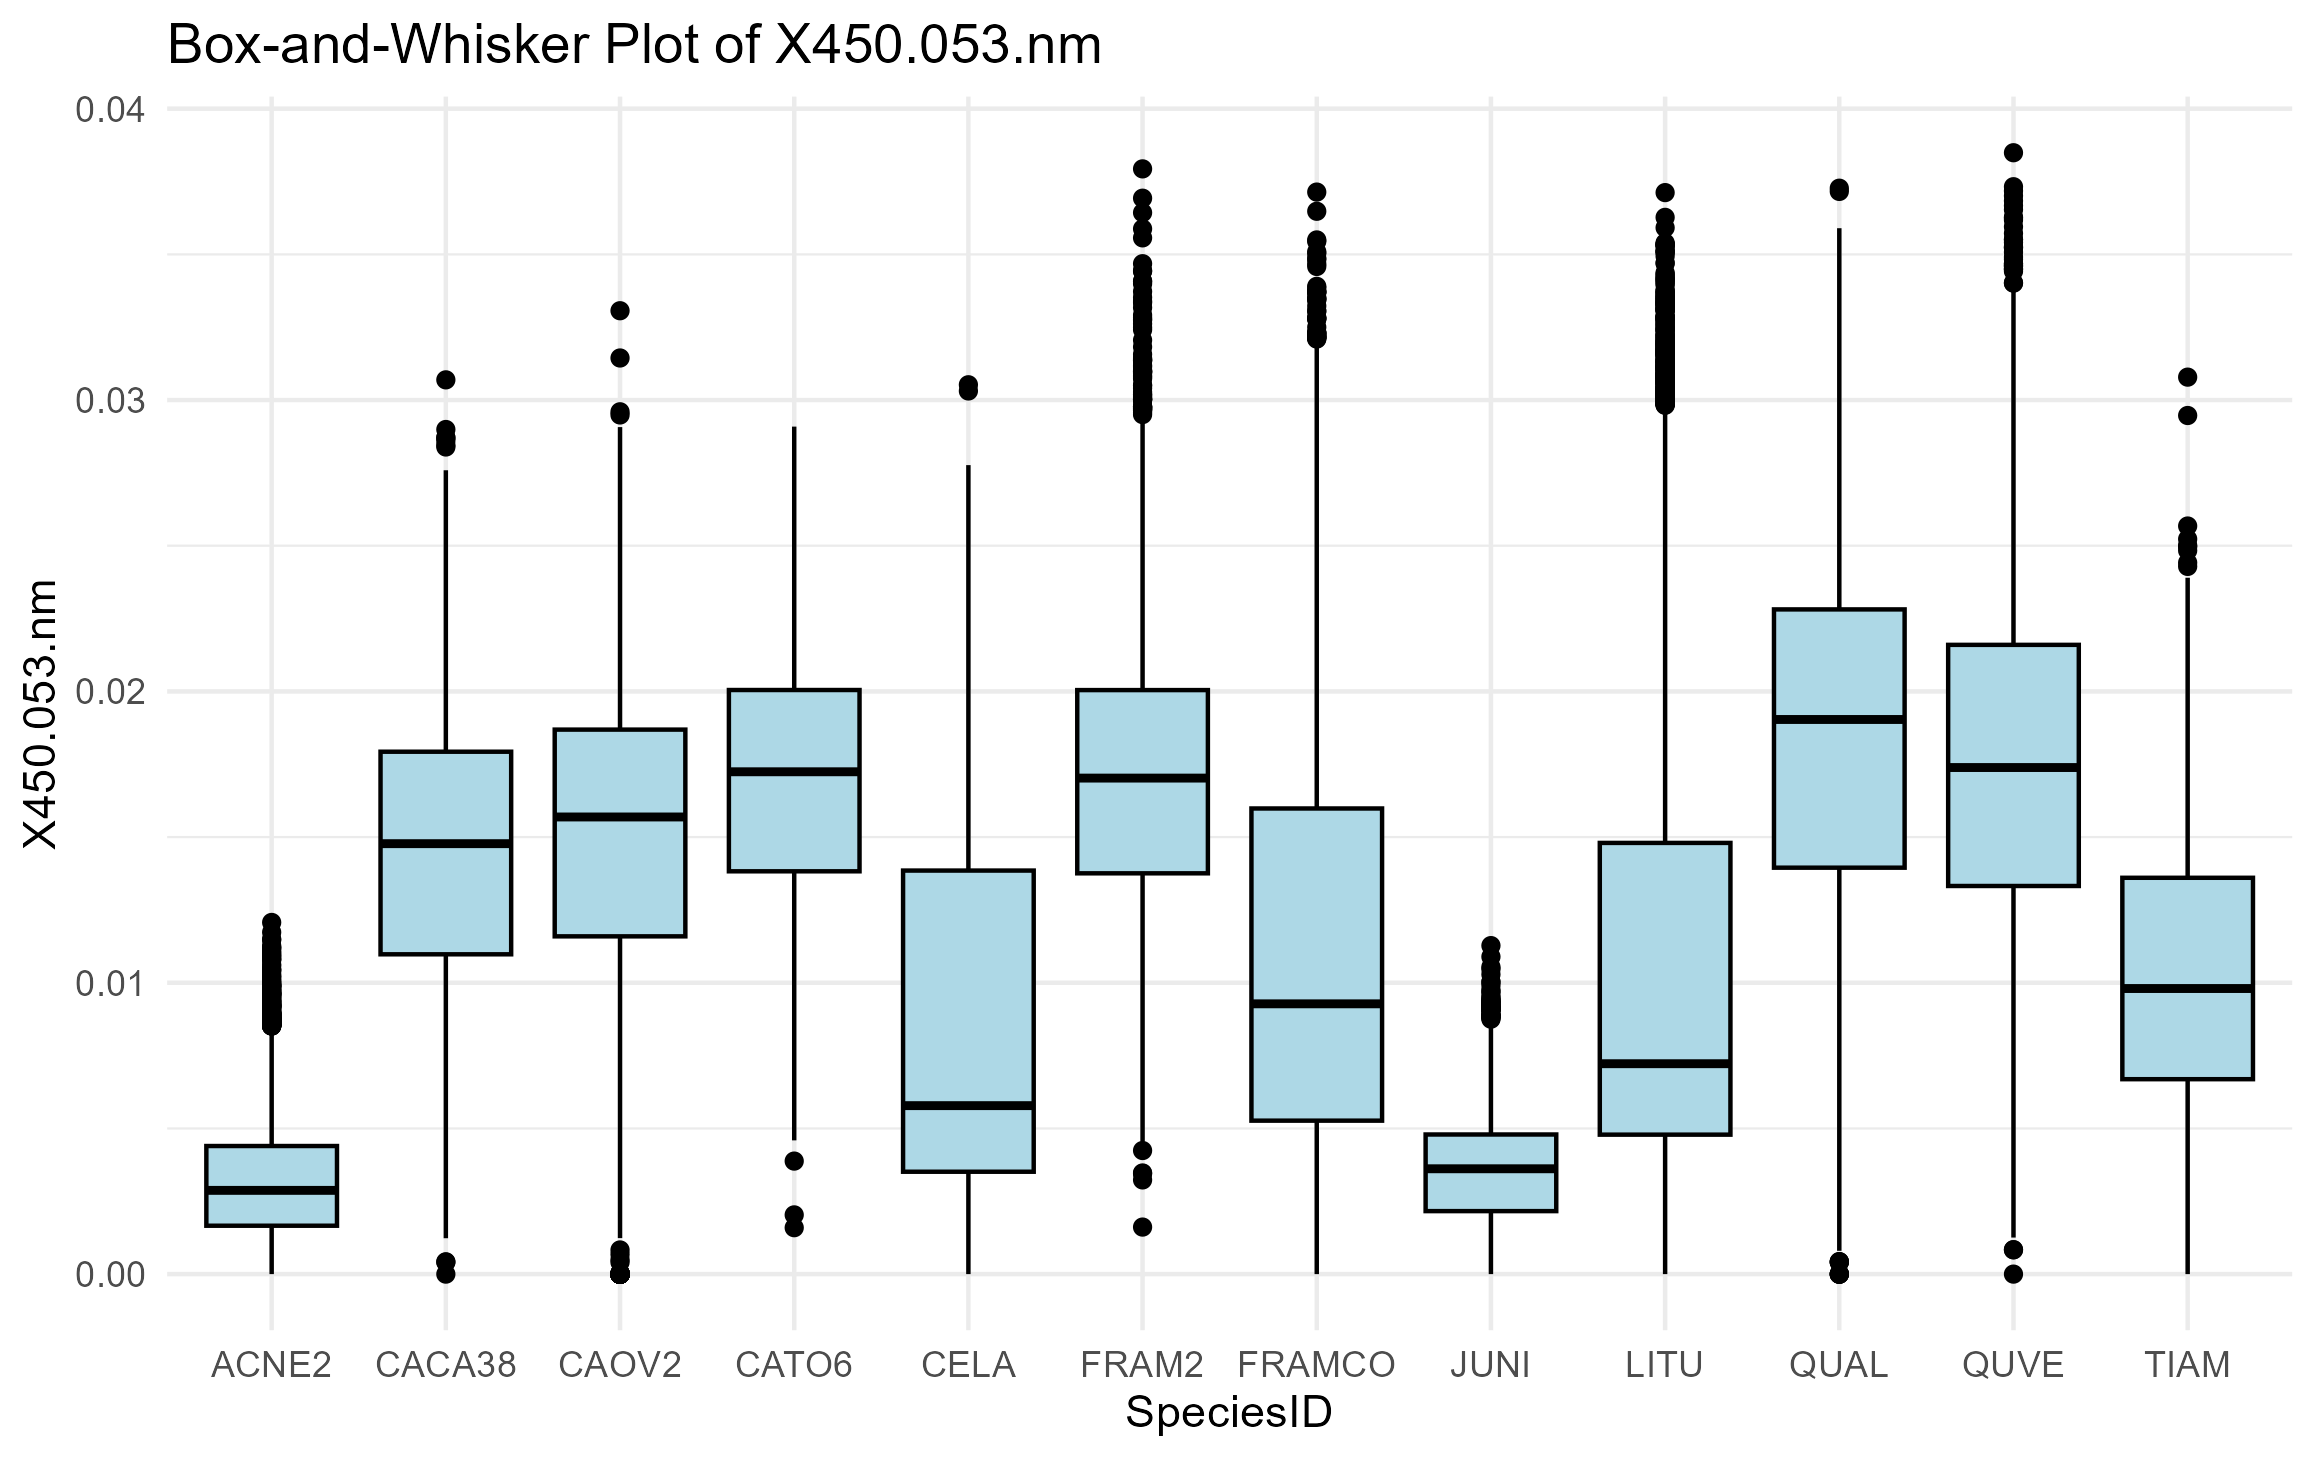 Box-and-Whisker Plot of X450.053.nm
0.04
0.03
0.02
0.01
0.00
X450.053.nm
ACNE2 CACA38 CAOV2 CATO6 CELA FRAM2 FRAMCO JUNI LITU QUAL QUVE TIAM
SpeciesID